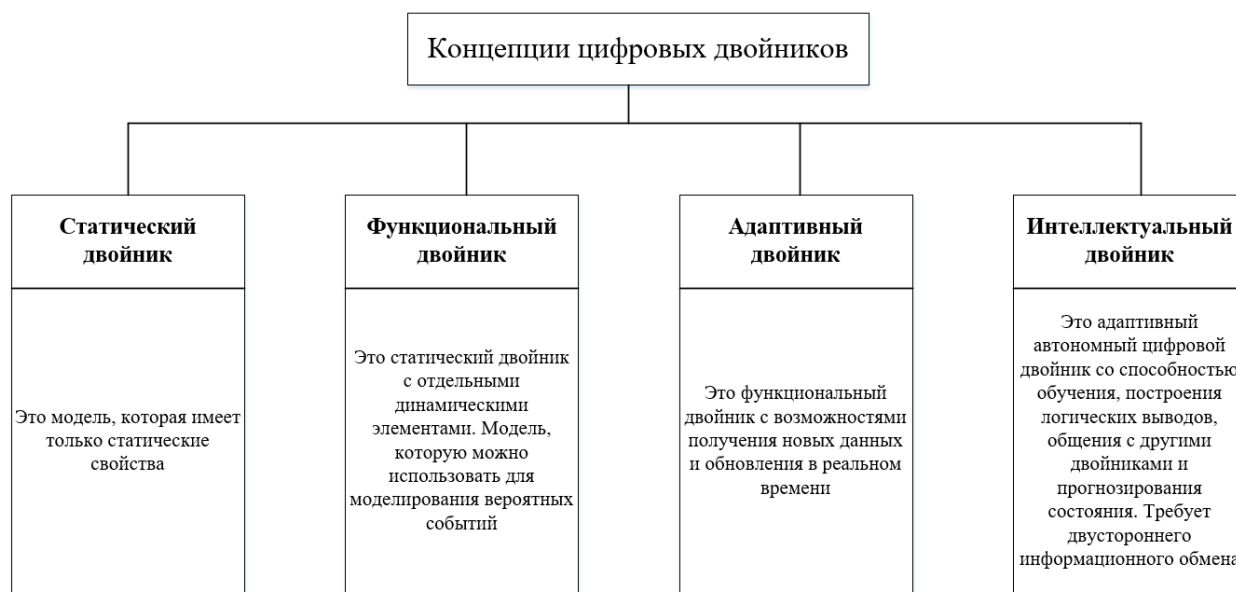 Концепции цифровых двойников
Статический
двойник
Это модель, которая имеет
только статические
свойства
Функциональный
двойник
Это статический двойник
с отдельными
динамическими
элементами. Модель,
которую можно
использовать для
моделирования вероятных
событий
Адаптивный
двойник
Это функциональный
двойник с возможностями
получения новых данных
и обновления в реальном
времени
Интеллектуальный
двойник
Это адаптивный
автономный цифровой
двойник со способностью
обучения, построения
логических выводов,
общения с другими
двойниками и
прогнозирования
состояния. Требует
двустороннего
информационного обмена